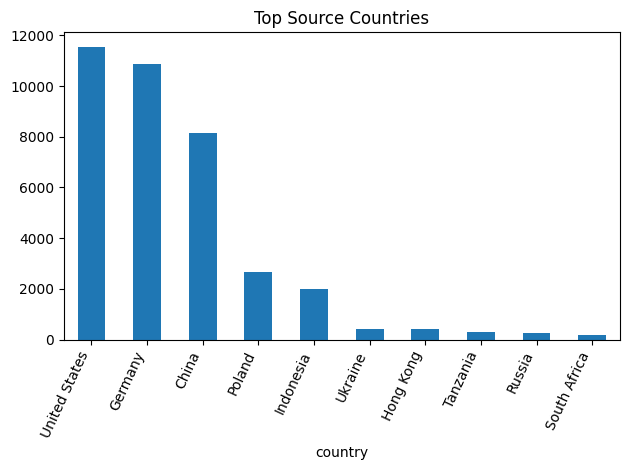 Top Source Countries
12000
10000
8000
6000
4000
2000
0
United States
Germany
China
Poland
Indonesia
Ukraine
Hong Kong
Tanzania
Russia
South Africa
country